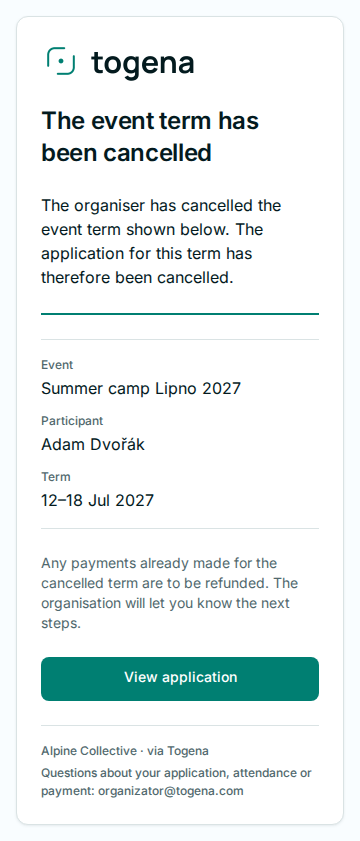 togena
The event term has
been cancelled
The organiser has cancelled the
event term shown below. The
application for this term has
therefore been cancelled.
Event
Summer camp Lipno 2027
Participant
Adam Dvořák
Term
12–18 Jul 2027
Any payments already made for the
cancelled term are to be refunded. The
organisation will let you know the next
steps.
View application
Alpine Collective · via Togena
Questions about your application, attendance or
payment: organizator@togena.com